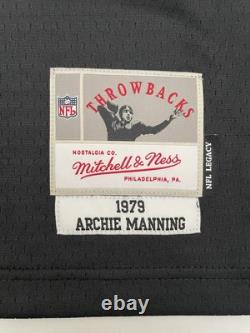 THROWBACKS
NFL
NOSTALGIA CO.
Mitchell & Ness
PHILADELPHIA, PA.
NFL LEGACY
1979
ARCHIE MANNING